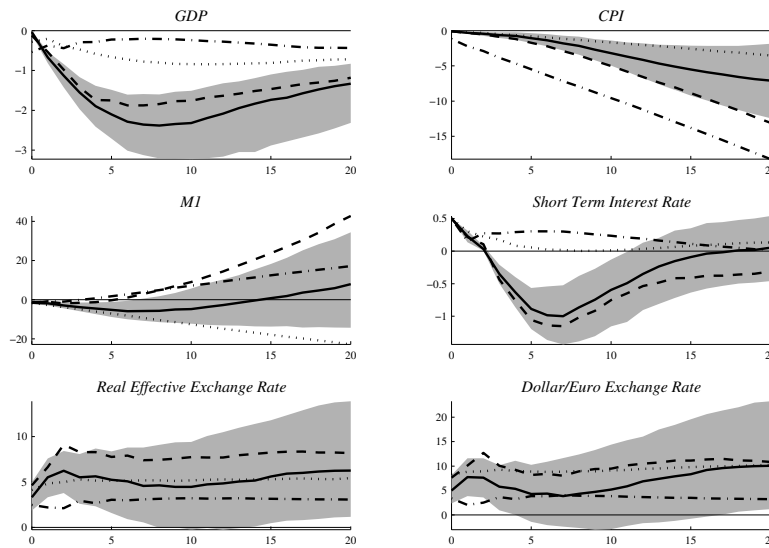 GDP
0
−1
−2
−3
0 5 10 15 20
CPI
0
−5
−10
−15
0 5 10 15 20
M1
40
20
0
−20
0 5 10 15 20
Short Term Interest Rate
0.5
0
−0.5
−1
0 5 10 15 20
Real Effective Exchange Rate
10
5
0
0 5 10 15 20
Dollar/Euro Exchange Rate
20
15
10
5
0
0 5 10 15 20